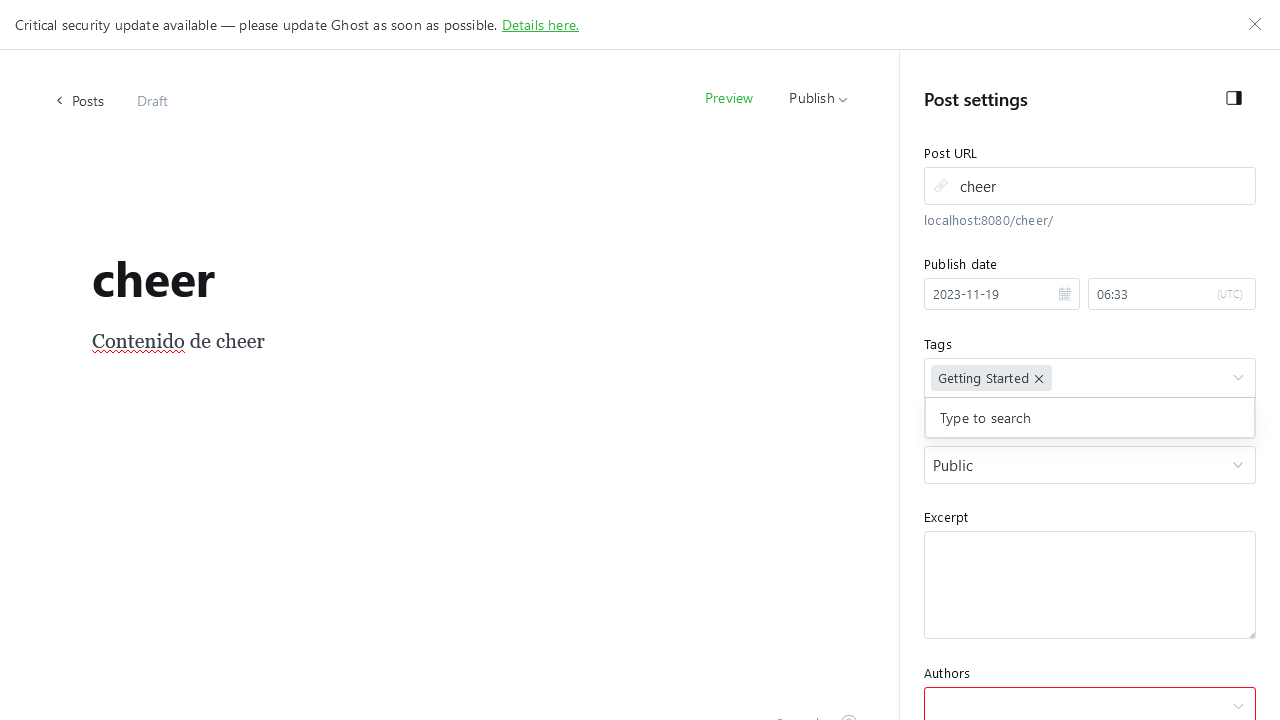 Critical security update available — please update Ghost as soon as possible. Details here.
Posts
Draft
Preview
Publish
cheer
Contenido de cheer
Post settings
Post URL
cheer
localhost:8080/cheer/
Publish date
2023-11-19
06:33
(UTC)
Tags
Getting Started
Type to search
Public
Excerpt
Authors